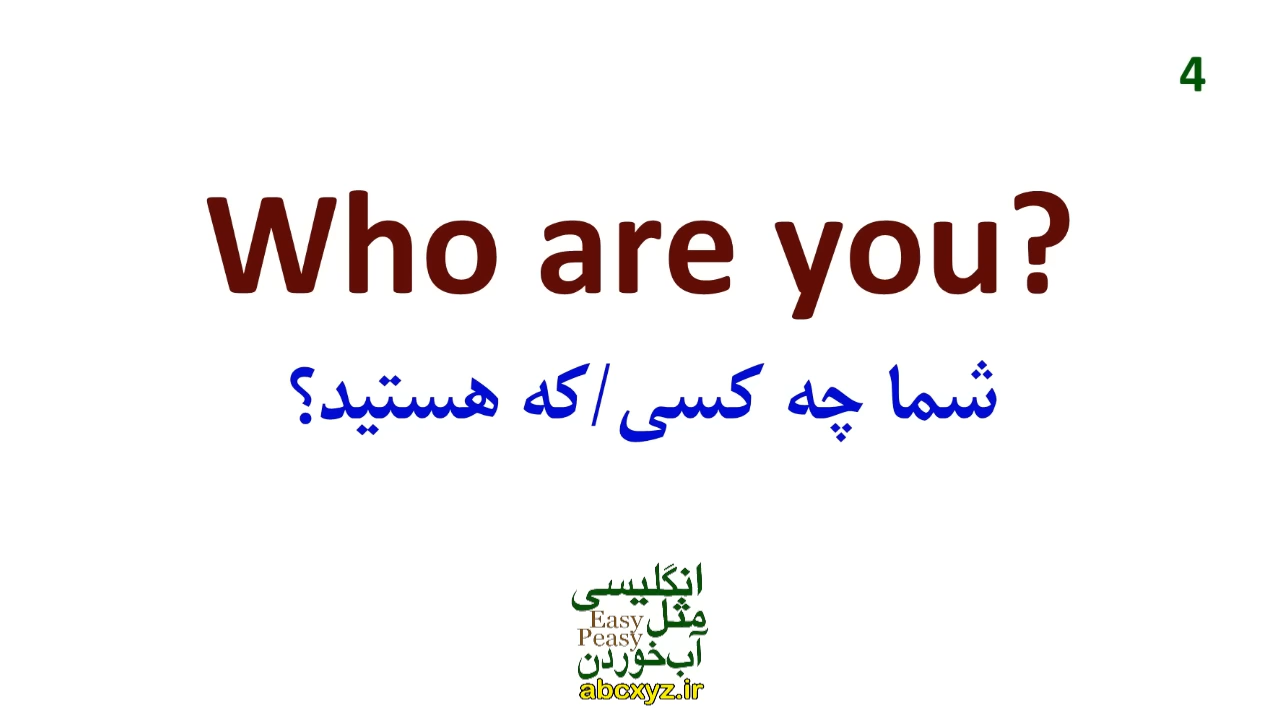 4
Who are you?
شما چه کسی/که هستید؟
انگلیسی
مثل
Easy
Peasy
آب‌خوردن
abcxyz.ir